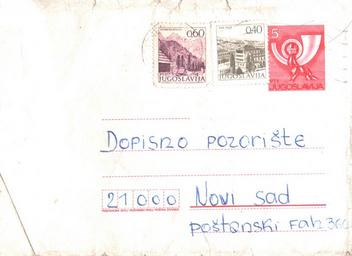 0.60
JUGOSLAVIJA
0.40
JUGOSLAVIJA
5
JUGOSLAVIJA
Dopisno pozorište
21000 Novi sad
poštanski Fah 360